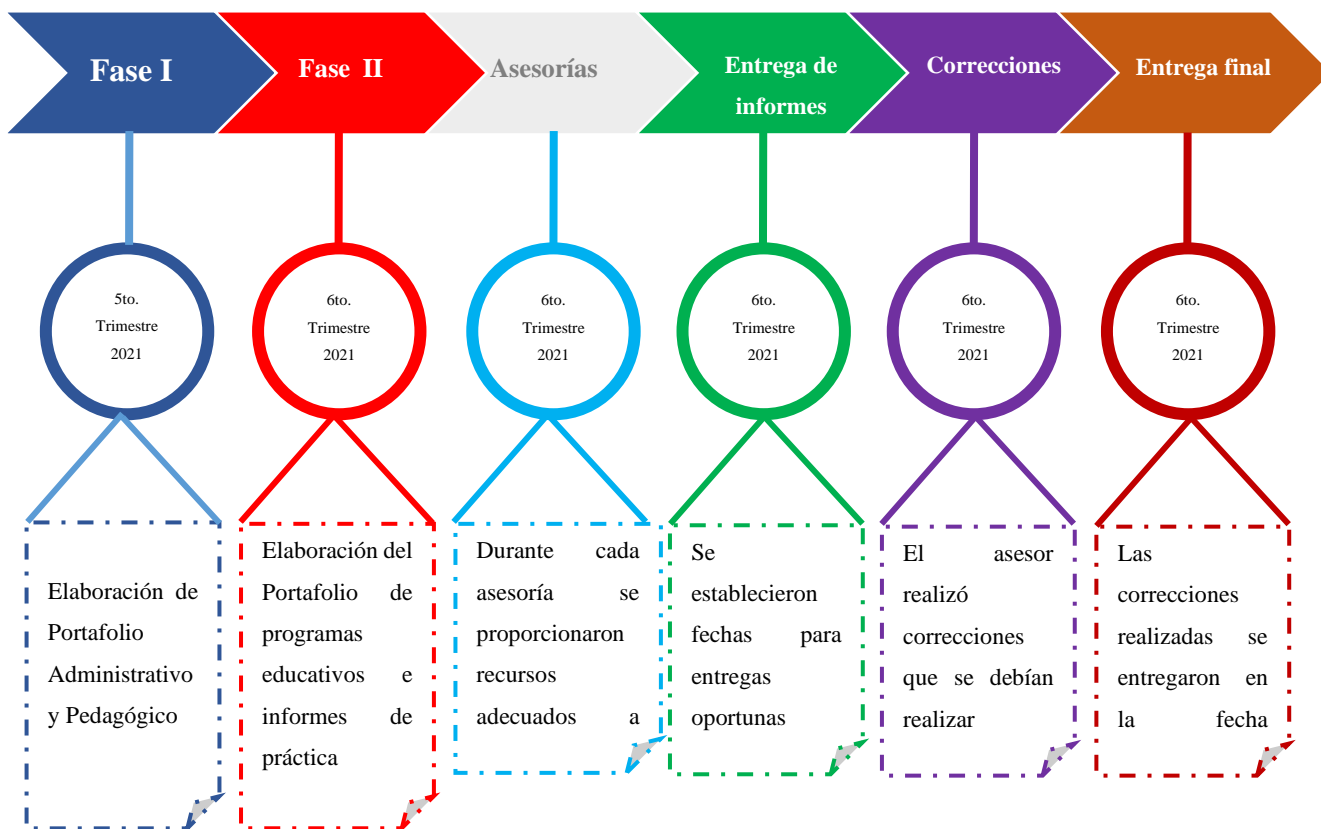 Fase I
Fase II
Asesorías
Entrega de
informes
Correcciones
Entrega final
5to.
Trimestre
2021
6to.
Trimestre
2021
6to.
Trimestre
2021
6to.
Trimestre
2021
6to.
Trimestre
2021
6to.
Trimestre
2021
Elaboración de
Portafolio
Administrativo
y Pedagógico
Elaboración del
Portafolio de
programas
educativos e
informes de
práctica
Durante cada
asesoría se
proporcionaron
recursos
adecuados a
Se
establecieron
fechas para
entregas
oportunas
El asesor
realizó
correcciones
que se debían
realizar
Las
correcciones
realizadas se
entregaron en
la fecha